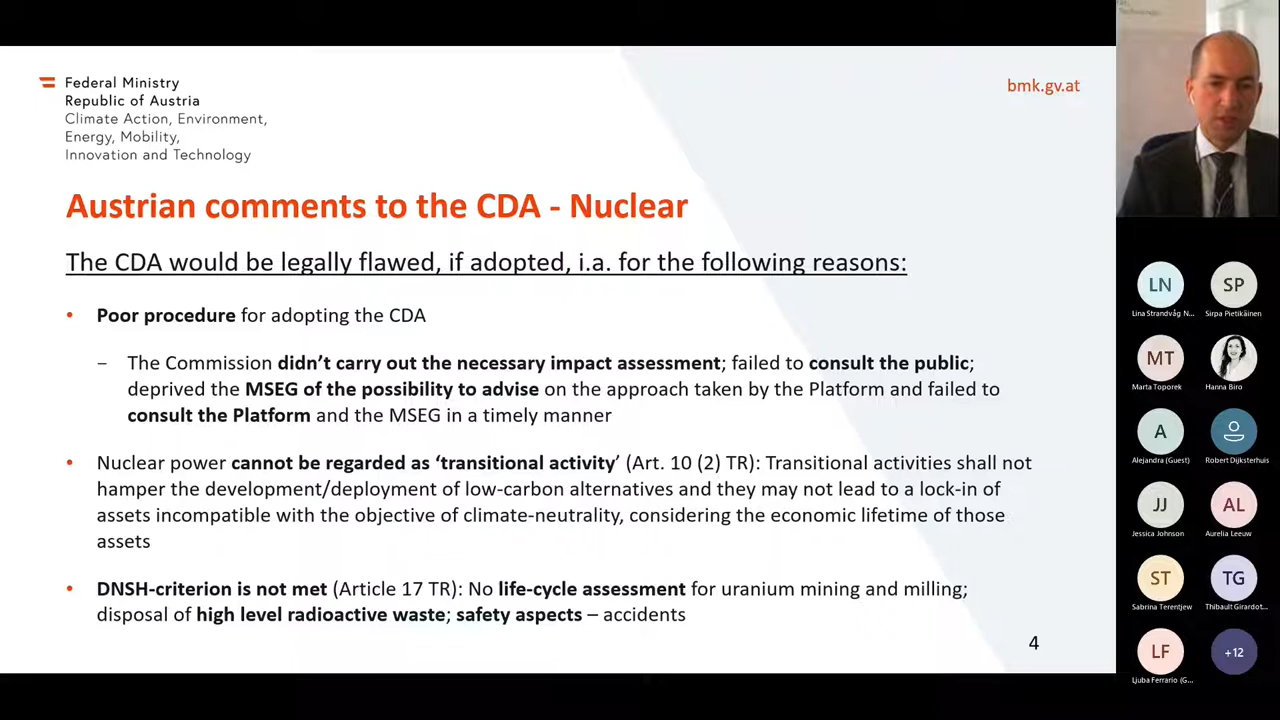 Federal Ministry
Republic of Austria
Climate Action, Environment,
Energy, Mobility,
Innovation and Technology
bmk.gv.at
Austrian comments to the CDA - Nuclear
The CDA would be legally flawed, if adopted, i.a. for the following reasons:
• Poor procedure for adopting the CDA
– The Commission didn’t carry out the necessary impact assessment; failed to consult the public;
deprived the MSEG of the possibility to advise on the approach taken by the Platform and failed to
consult the Platform and the MSEG in a timely manner
• Nuclear power cannot be regarded as ‘transitional activity’ (Art. 10 (2) TR): Transitional activities shall not
hamper the development/deployment of low-carbon alternatives and they may not lead to a lock-in of
assets incompatible with the objective of climate-neutrality, considering the economic lifetime of those
assets
• DNSH-criterion is not met (Article 17 TR): No life-cycle assessment for uranium mining and milling;
disposal of high level radioactive waste; safety aspects – accidents
4
LN
SP
Lina Strandvåg N...
Sirpa Pietikäinen
MT
Marta Toporek
Hanna Biro
A
Alejandra (Guest)
Robert Dijksterhuis
JJ
AL
Jessica Johnson
Aurelia Leeuw
ST
TG
Sabrina Terentjew
Thibault Girardot...
LF
+12
Ljuba Ferrario (G...